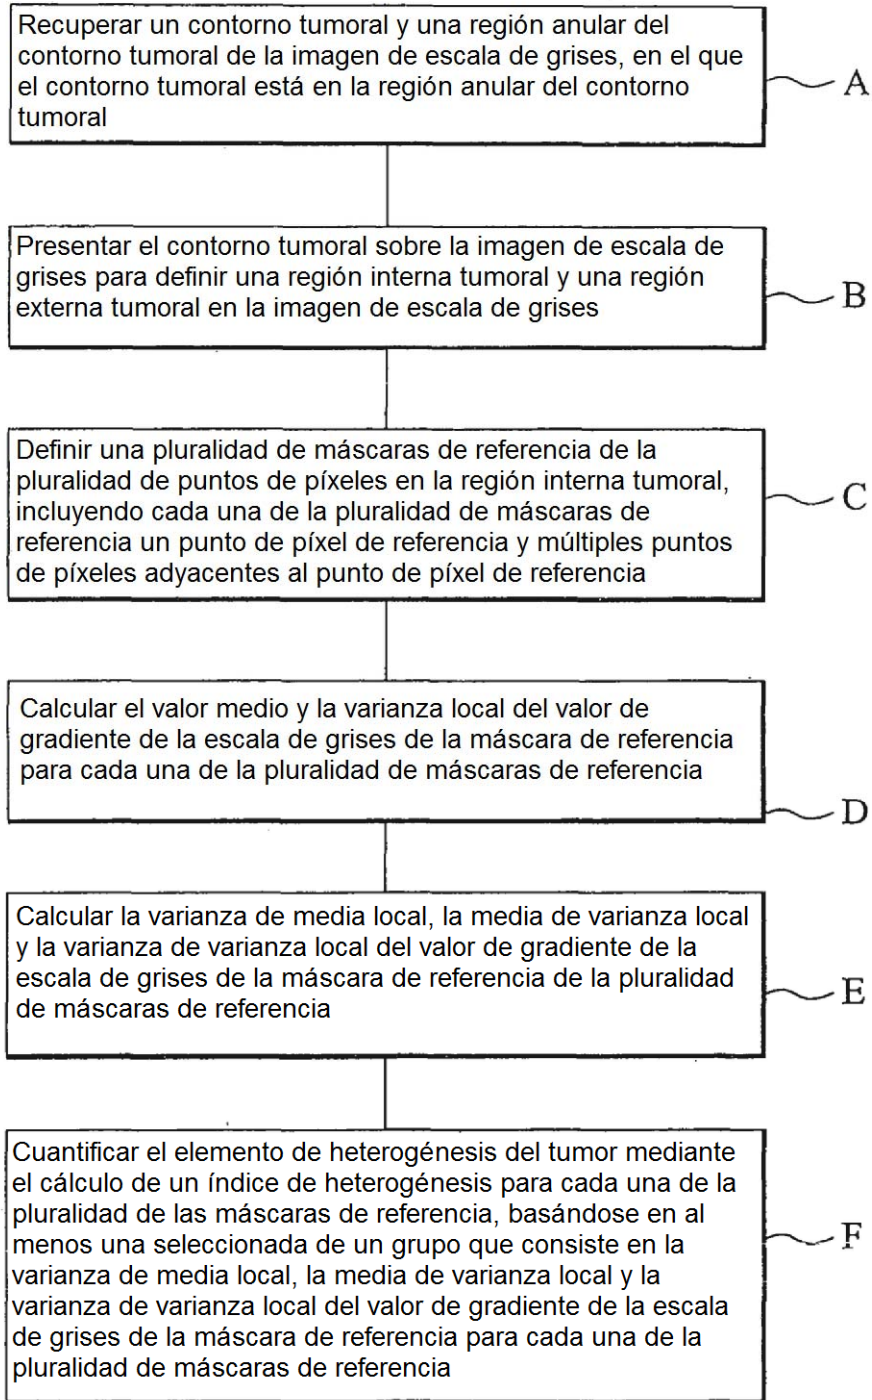 Recuperar un contorno tumoral y una región anular del
contorno tumoral de la imagen de escala de grises, en el que
el contorno tumoral está en la región anular del contorno
tumoral
A
Presentar el contorno tumoral sobre la imagen de escala de
grises para definir una región interna tumoral y una región
externa tumoral en la imagen de escala de grises
B
Definir una pluralidad de máscaras de referencia de la
pluralidad de puntos de píxeles en la región interna tumoral,
incluyendo cada una de la pluralidad de máscaras de
referencia un punto de píxel de referencia y múltiples puntos
de píxeles adyacentes al punto de píxel de referencia
C
Calcular el valor medio y la varianza local del valor de
gradiente de la escala de grises de la máscara de referencia
para cada una de la pluralidad de máscaras de referencia
D
Calcular la varianza de media local, la media de varianza local
y la varianza de varianza local del valor de gradiente de la
escala de grises de la máscara de referencia de la pluralidad
de máscaras de referencia
E
Cuantificar el elemento de heterogénesis del tumor mediante
el cálculo de un índice de heterogénesis para cada una de la
pluralidad de las máscaras de referencia, basándose en al
menos una seleccionada de un grupo que consiste en la
varianza de media local, la media de varianza local y la
varianza de varianza local del valor de gradiente de la escala
de grises de la máscara de referencia para cada una de la
pluralidad de máscaras de referencia
F